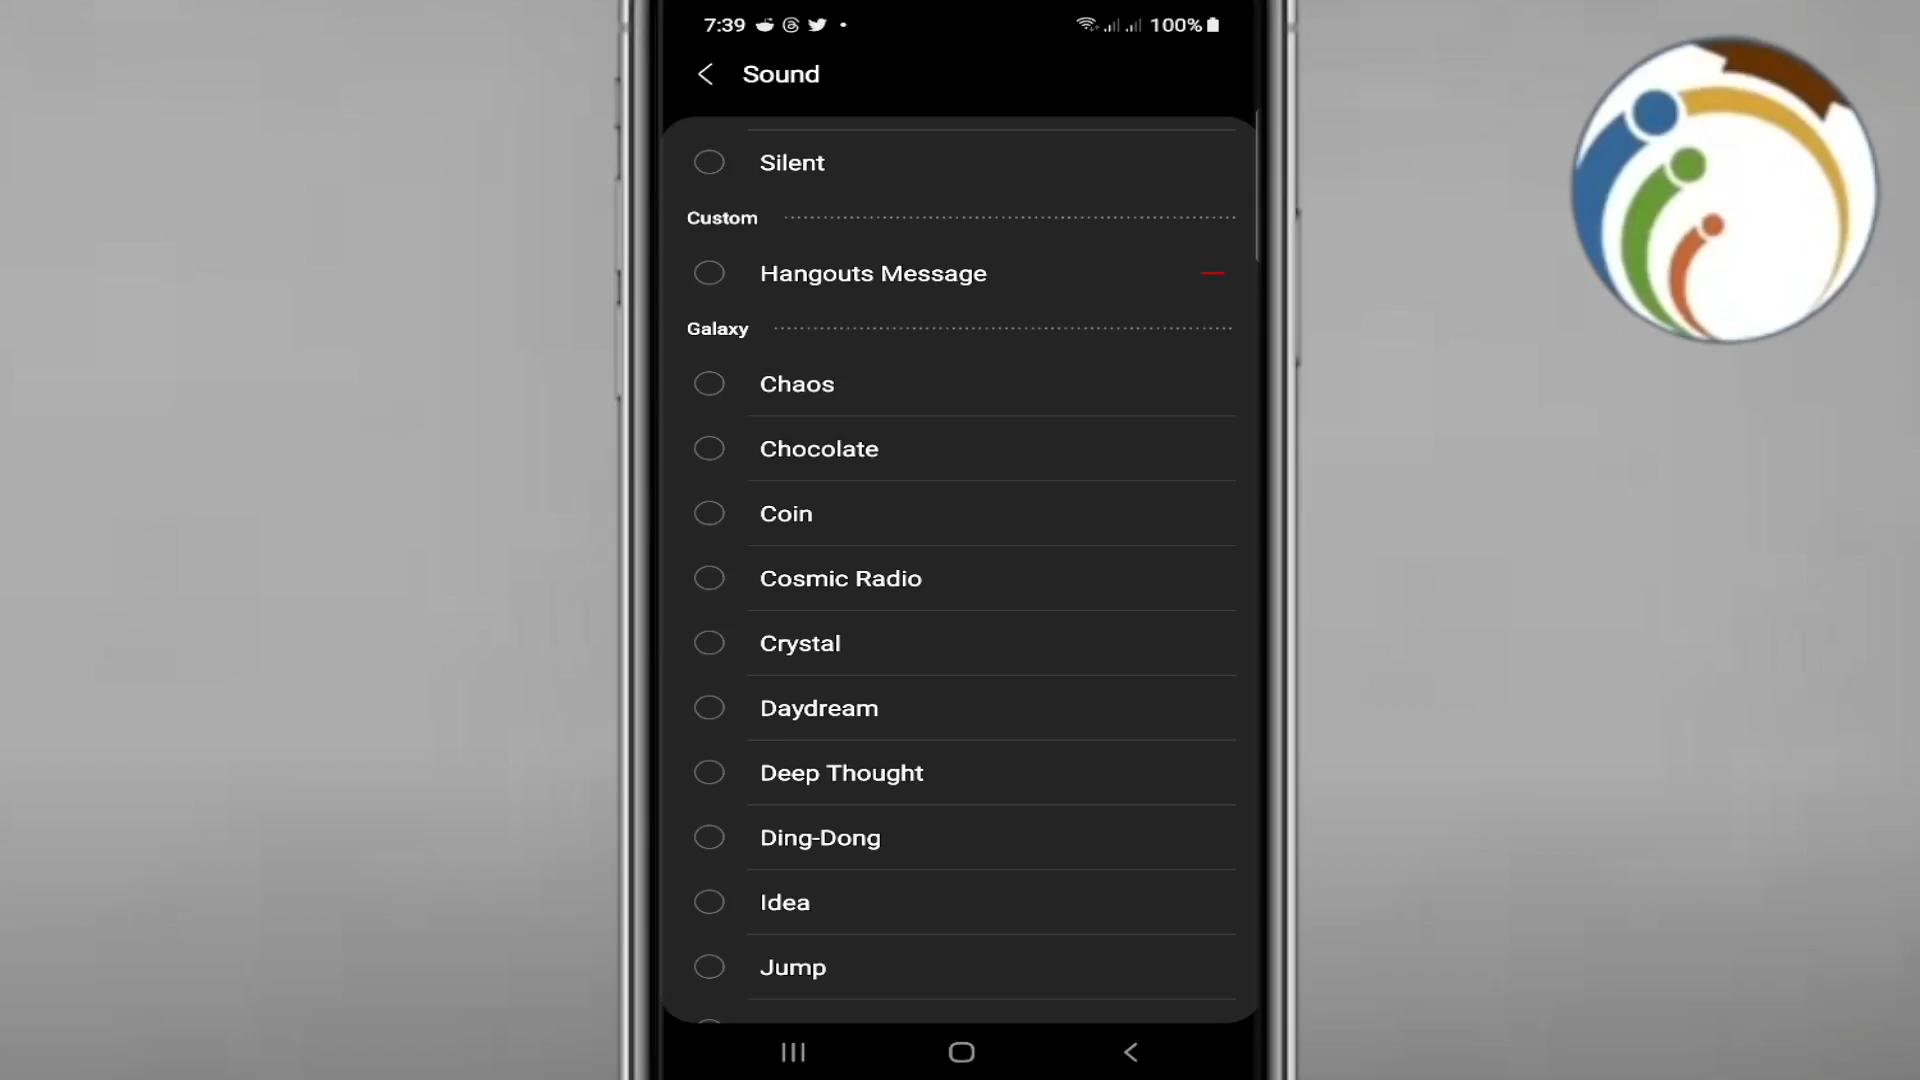 7:39
100%
Sound
Silent
Custom
Hangouts Message
Galaxy
Chaos
Chocolate
Coin
Cosmic Radio
Crystal
Daydream
Deep Thought
Ding-Dong
Idea
Jump